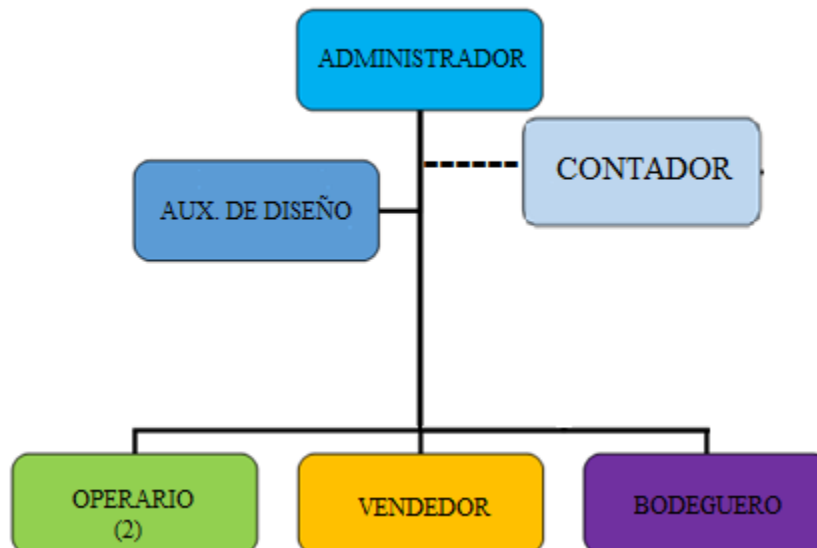 ADMINISTRADOR
CONTADOR
AUX. DE DISEÑO
OPERARIO
(2)
VENDEDOR
BODEGUERO